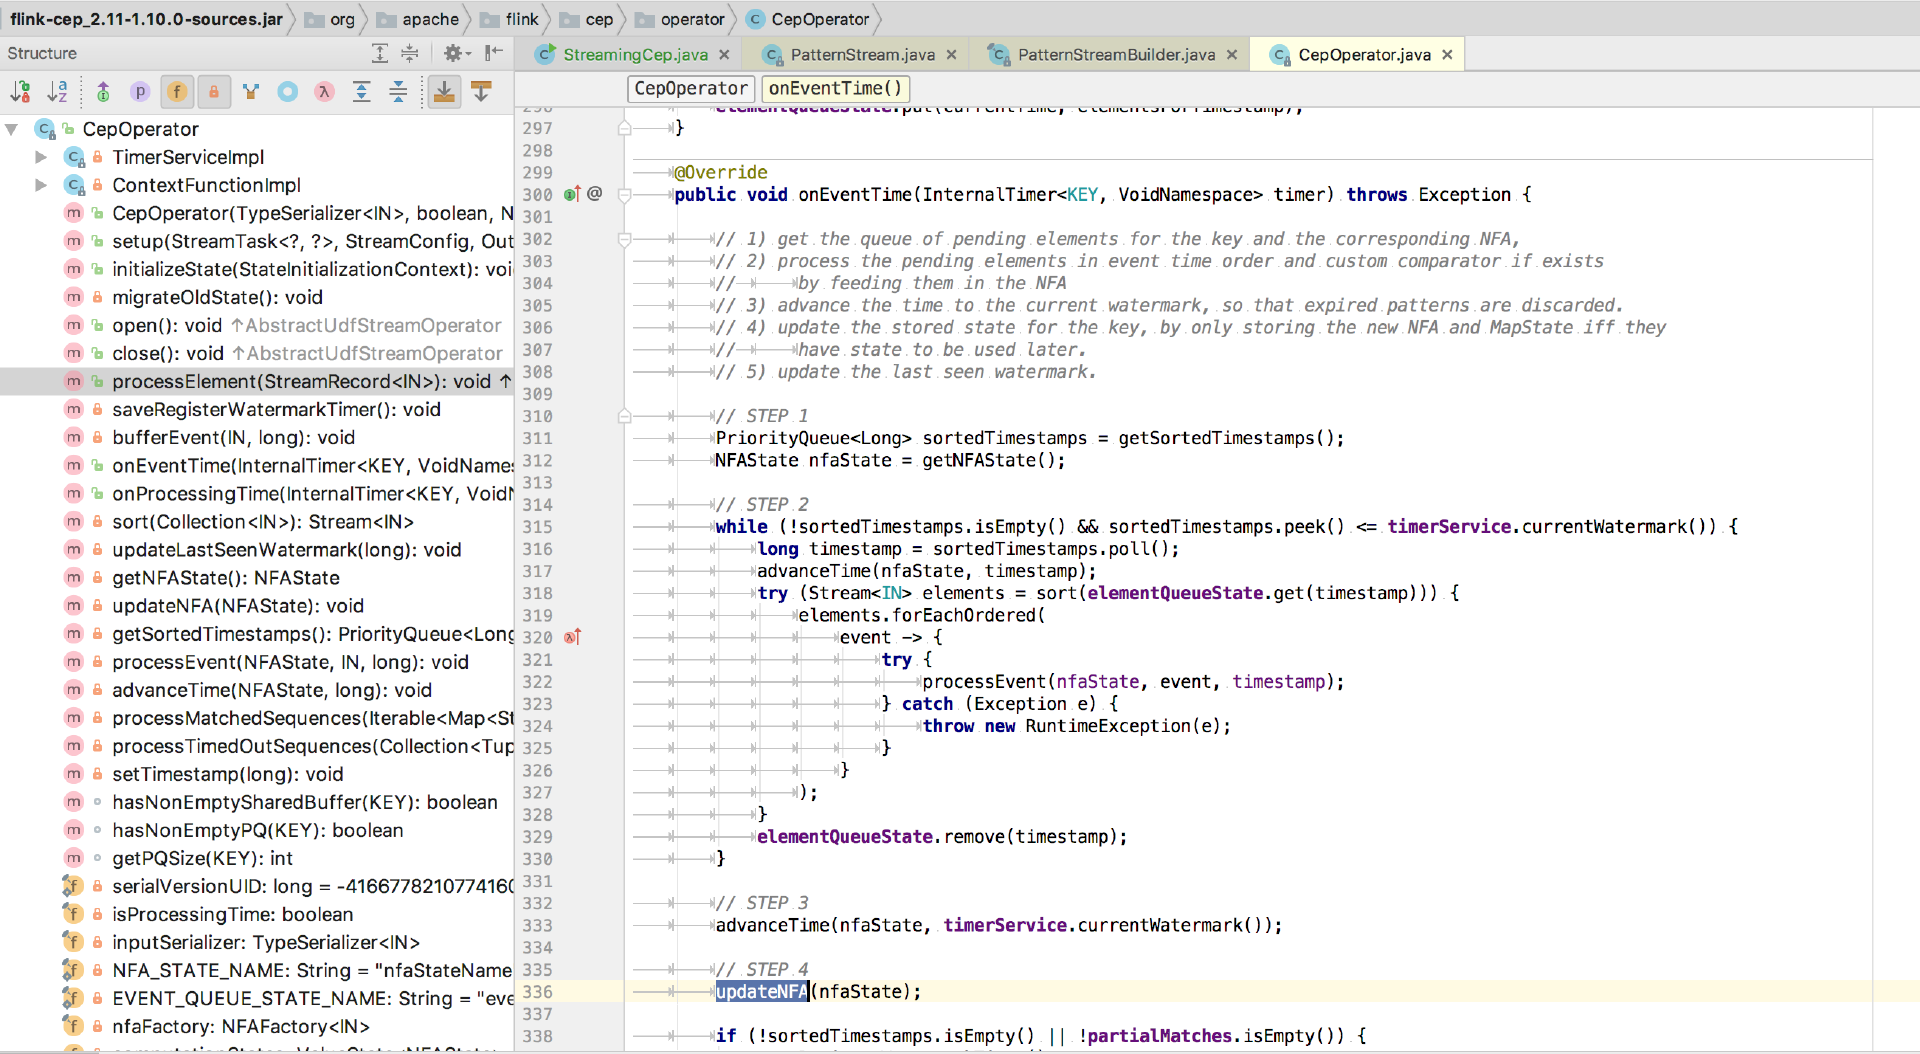 flink-cep_2.11-1.10.0-sources.jar org apache flink cep operator CepOperator
Structure
StreamingCep.java PatternStream.java PatternStreamBuilder.java CepOperator.java
CepOperator onEventTime()
CepOperator
TimerServiceImpl
ContextFunctionImpl
CepOperator(TypeSerializer<IN>, boolean, N
setup(StreamTask<?, ?>, StreamConfig, Out
initializeState(StateInitializationContext): voi
migrateOldState(): void
open(): void ↑AbstractUdfStreamOperator
close(): void ↑AbstractUdfStreamOperator
processElement(StreamRecord<IN>): void ↑
saveRegisterWatermarkTimer(): void
bufferEvent(IN, long): void
onEventTime(InternalTimer<KEY, VoidNames
onProcessingTime(InternalTimer<KEY, VoidN
sort(Collection<IN>): Stream<IN>
updateLastSeenWatermark(long): void
getNFAState(): NFAState
updateNFA(NFAState): void
getSortedTimestamps(): PriorityQueue<Long
processEvent(NFAState, IN, long): void
advanceTime(NFAState, long): void
processMatchedSequences(Iterable<Map<St
processTimedOutSequences(Collection<Tup
setTimestamp(long): void
hasNonEmptySharedBuffer(KEY): boolean
hasNonEmptyPQ(KEY): boolean
getPQSize(KEY): int
serialVersionUID: long = -4166778210774160
isProcessingTime: boolean
inputSerializer: TypeSerializer<IN>
NFA_STATE_NAME: String = "nfaStateName
EVENT_QUEUE_STATE_NAME: String = "eve
nfaFactory: NFAFactory<IN>
296 elementQueueState.put(currentTime, elementsForTimestamp);
297 }
298
299 @Override
300 public void onEventTime(InternalTimer<KEY, VoidNamespace> timer) throws Exception {
301
302 // 1) get the queue of pending elements for the key and the corresponding NFA,
303 // 2) process the pending elements in event time order and custom comparator if exists
304 // by feeding them in the NFA
305 // 3) advance the time to the current watermark, so that expired patterns are discarded.
306 // 4) update the stored state for the key, by only storing the new NFA and MapState iff they
307 // have state to be used later.
308 // 5) update the last seen watermark.
309
310 // STEP 1
311 PriorityQueue<Long> sortedTimestamps = getSortedTimestamps();
312 NFAState nfaState = getNFAState();
313
314 // STEP 2
315 while (!sortedTimestamps.isEmpty() && sortedTimestamps.peek() <= timerService.currentWatermark()) {
316 long timestamp = sortedTimestamps.poll();
317 advanceTime(nfaState, timestamp);
318 try (Stream<IN> elements = sort(elementQueueState.get(timestamp))) {
319 elements.forEachOrdered(
320 event -> {
321 try {
322 processEvent(nfaState, event, timestamp);
323 } catch (Exception e) {
324 throw new RuntimeException(e);
325 }
326 }
327 );
328 }
329 elementQueueState.remove(timestamp);
330 }
331
332 // STEP 3
333 advanceTime(nfaState, timerService.currentWatermark());
334
335 // STEP 4
336 updateNFA(nfaState);
337
338 if (!sortedTimestamps.isEmpty() || !partialMatches.isEmpty()) {